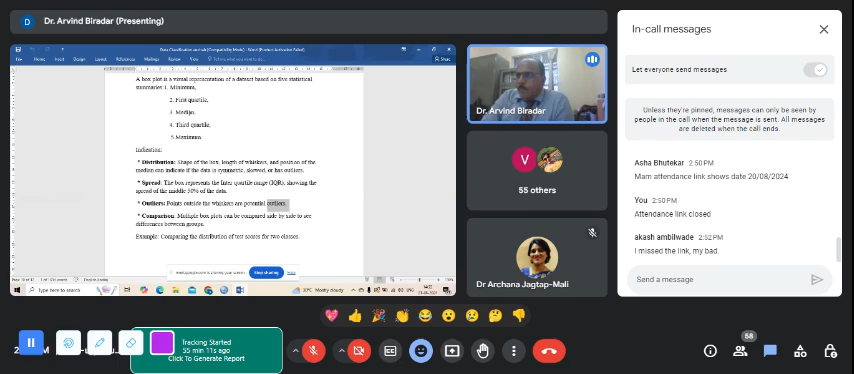 D Dr. Arvind Biradar (Presenting)
Data Classification and
A box plot is a visual representation of a dataset based on five statistical
summaries:1. Minimum,
2. First quartile,
3. Median,
4. Third quartile,
5.Maximum
Indication:
* Distribution: Shape of the box, length of whiskers, and position of the
median can indicate if the data is symmetric, skewed, or has outliers.
* Spread: The box represents the Inter quartile range (IQR), showing the
spread of the middle 50% of the data.
* Outliers: Points outside the whiskers are potential outliers.
* Comparison: Multiple box plots can be compared side by side to see
differences between groups.
Example: Comparing the distribution of test scores for two classes.
Stop sharing
Type here to search
30°C Mostly cloudy
Dr. Arvind Biradar
V
55 others
Dr Archana Jagtap-Mali
In-call messages
Let everyone send messages
Unless they're pinned, messages can only be seen by
people in the call when the message is sent. All messages
are deleted when the call ends.
Asha Bhutekar 2:50 PM
Mam attendance link shows date 20/08/2024
You 2:50 PM
Attendance link closed
akash ambilwade 2:52 PM
I missed the link, my bad.
Send a message
Tracking Started
55 min 11s ago
Click To Generate Report
58